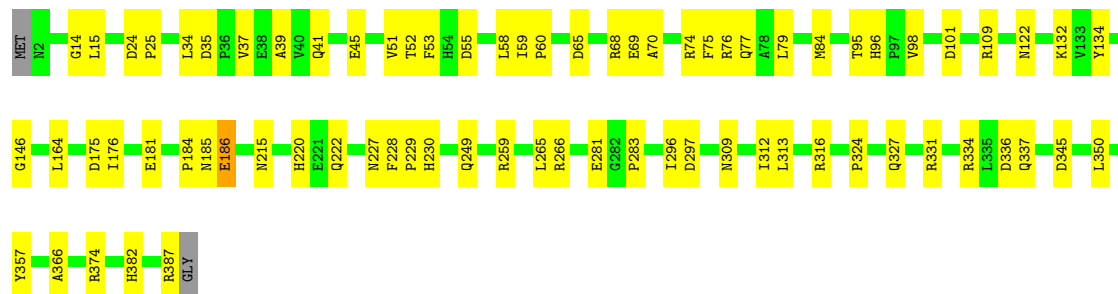 MET N2 G14 L15 D24 P25 L34 D35 P36 V37 E38 A39 V40 Q41 E45 V51 T52 F53 H54 D55 L58 I59 P60 D65 R68 E69 A70 R74 F75 R76 Q77 A78 L79 M84 T95 H96 P97 V98 D101 R109 N122 K132 V133 Y134
G146 L164 D175 I176 E181 P184 N185 E186 N215 H220 E221 Q222 N227 F228 P229 H230 Q249 R259 L265 R266 E281 G282 P283 I296 D297 N309 I312 L313 R316 P324 Q327 R331 R334 L335 D336 Q337 D345 L350
Y357 A366 R374 H382 R387 GLY